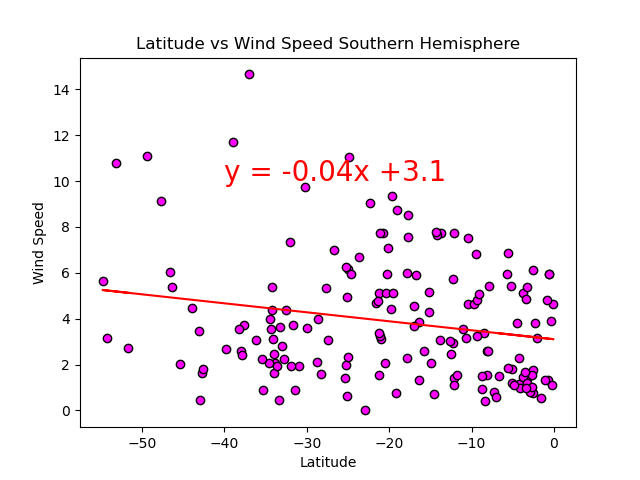 Latitude vs Wind Speed Southern Hemisphere
14
12
y = -0.04x +3.1
10
8
Wind Speed
6
4
2
0
−50 −40 −30 −20 −10 0
Latitude